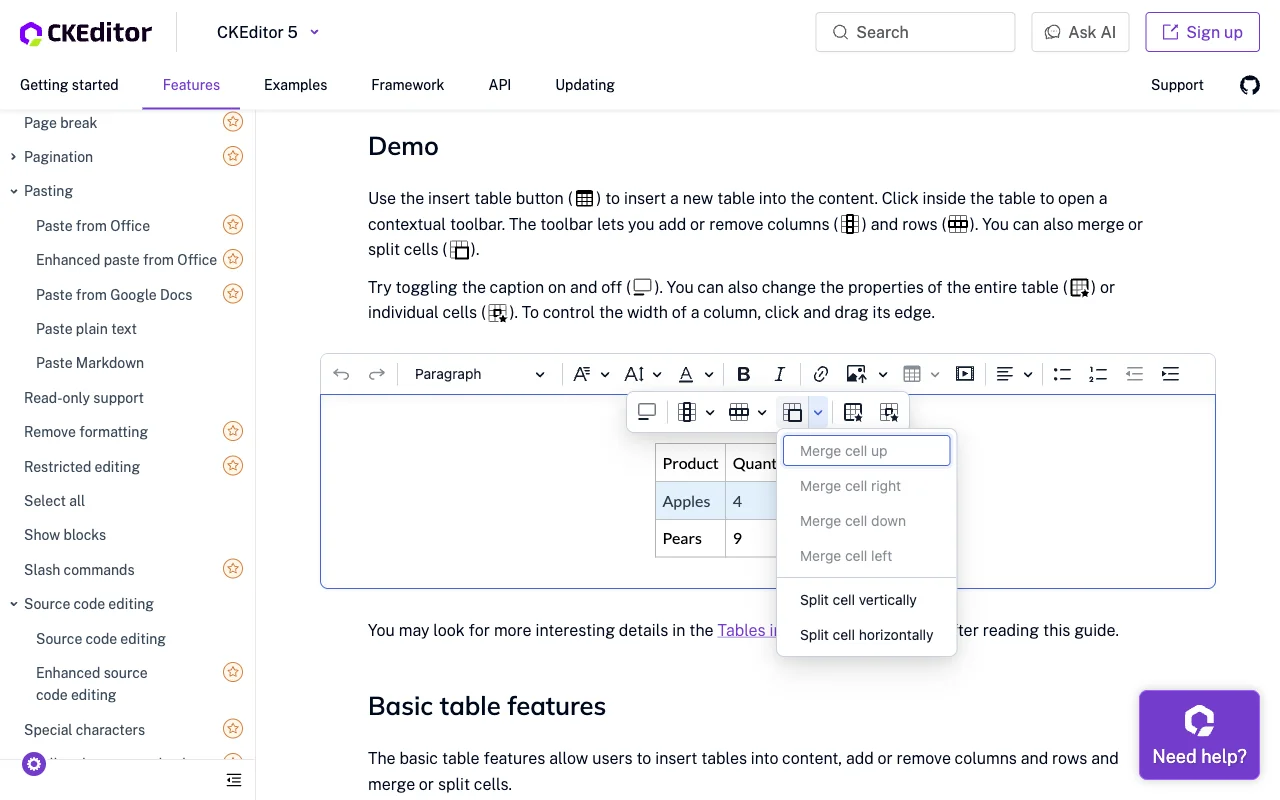 CKEditor
CKEditor 5
Search
Ask AI
Sign up
Getting started
Features
Examples
Framework
API
Updating
Support
Page break
Pagination
Pasting
Paste from Office
Enhanced paste from Office
Paste from Google Docs
Paste plain text
Paste Markdown
Read-only support
Remove formatting
Restricted editing
Select all
Show blocks
Slash commands
Source code editing
Source code editing
Enhanced source
code editing
Special characters
Demo
Use the insert table button ( ) to insert a new table into the content. Click inside the table to open a
contextual toolbar. The toolbar lets you add or remove columns ( ) and rows ( ). You can also merge or
split cells ( ).
Try toggling the caption on and off ( ). You can also change the properties of the entire table ( ) or
individual cells ( ). To control the width of a column, click and drag its edge.
Paragraph
Product
Quant
Apples
4
Pears
9
Merge cell up
Merge cell right
Merge cell down
Merge cell left
Split cell vertically
Split cell horizontally
You may look for more interesting details in the Tables in fter reading this guide.
Basic table features
The basic table features allow users to insert tables into content, add or remove columns and rows and
merge or split cells.
Need help?